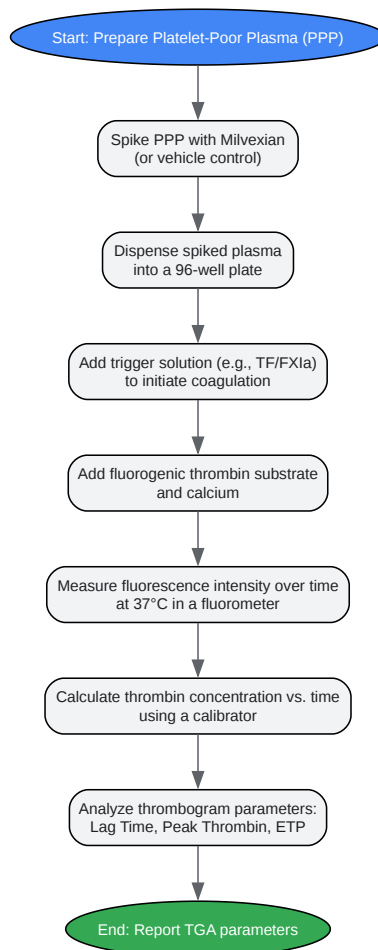 Start: Prepare Platelet-Poor Plasma (PPP)
Spike PPP with Milvexian
(or vehicle control)
Dispense spiked plasma
into a 96-well plate
Add trigger solution (e.g., TF/FXIa)
to initiate coagulation
Add fluorogenic thrombin substrate
and calcium
Measure fluorescence intensity over time
at 37°C in a fluorometer
Calculate thrombin concentration vs. time
using a calibrator
Analyze thrombogram parameters:
Lag Time, Peak Thrombin, ETP
End: Report TGA parameters